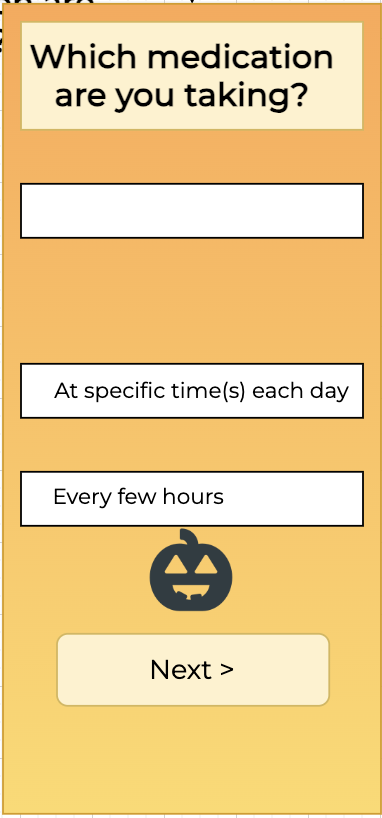 Which medication
are you taking?
At specific time(s) each day
Every few hours
Next >